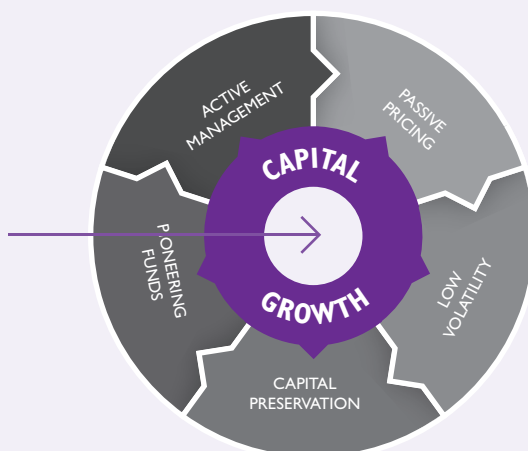 ACTIVE
MANAGEMENT
PASSIVE
PRICING
CAPITAL
GROWTH
PIONEERING
FUNDS
LOW
VOLATILITY
CAPITAL
PRESERVATION